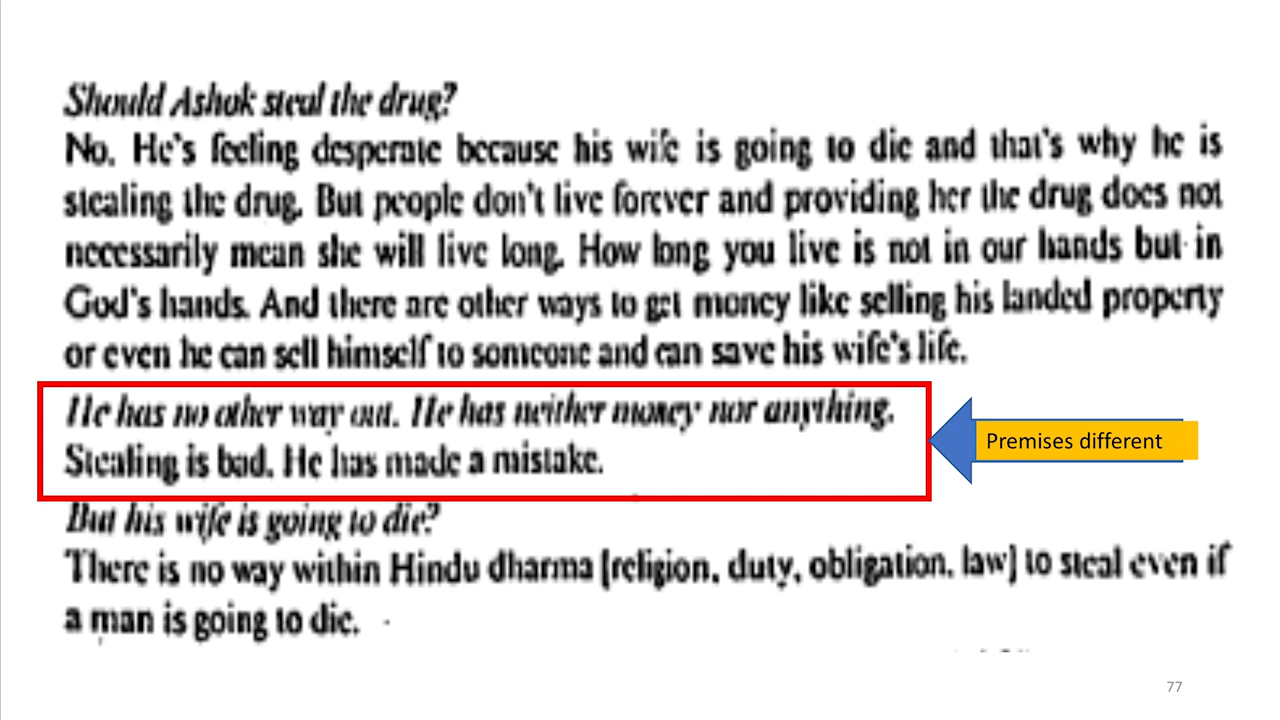 Should Ashok steal the drug?
No. He's feeling desperate because his wife is going to die and that's why he is
stealing the drug. But people don't live forever and providing her the drug does not
necessarily mean she will live long. How long you live is not in our hands but in
God's hands. And there are other ways to get money like selling his landed property
or even he can sell himself to someone and can save his wife's life.
He has no other way out. He has neither money nor anything.
Stealing is bad. He has made a mistake.
Premises different
But his wife is going to die?
There is no way within Hindu dharma [religion, duty, obligation, law] to steal even if
a man is going to die.
77